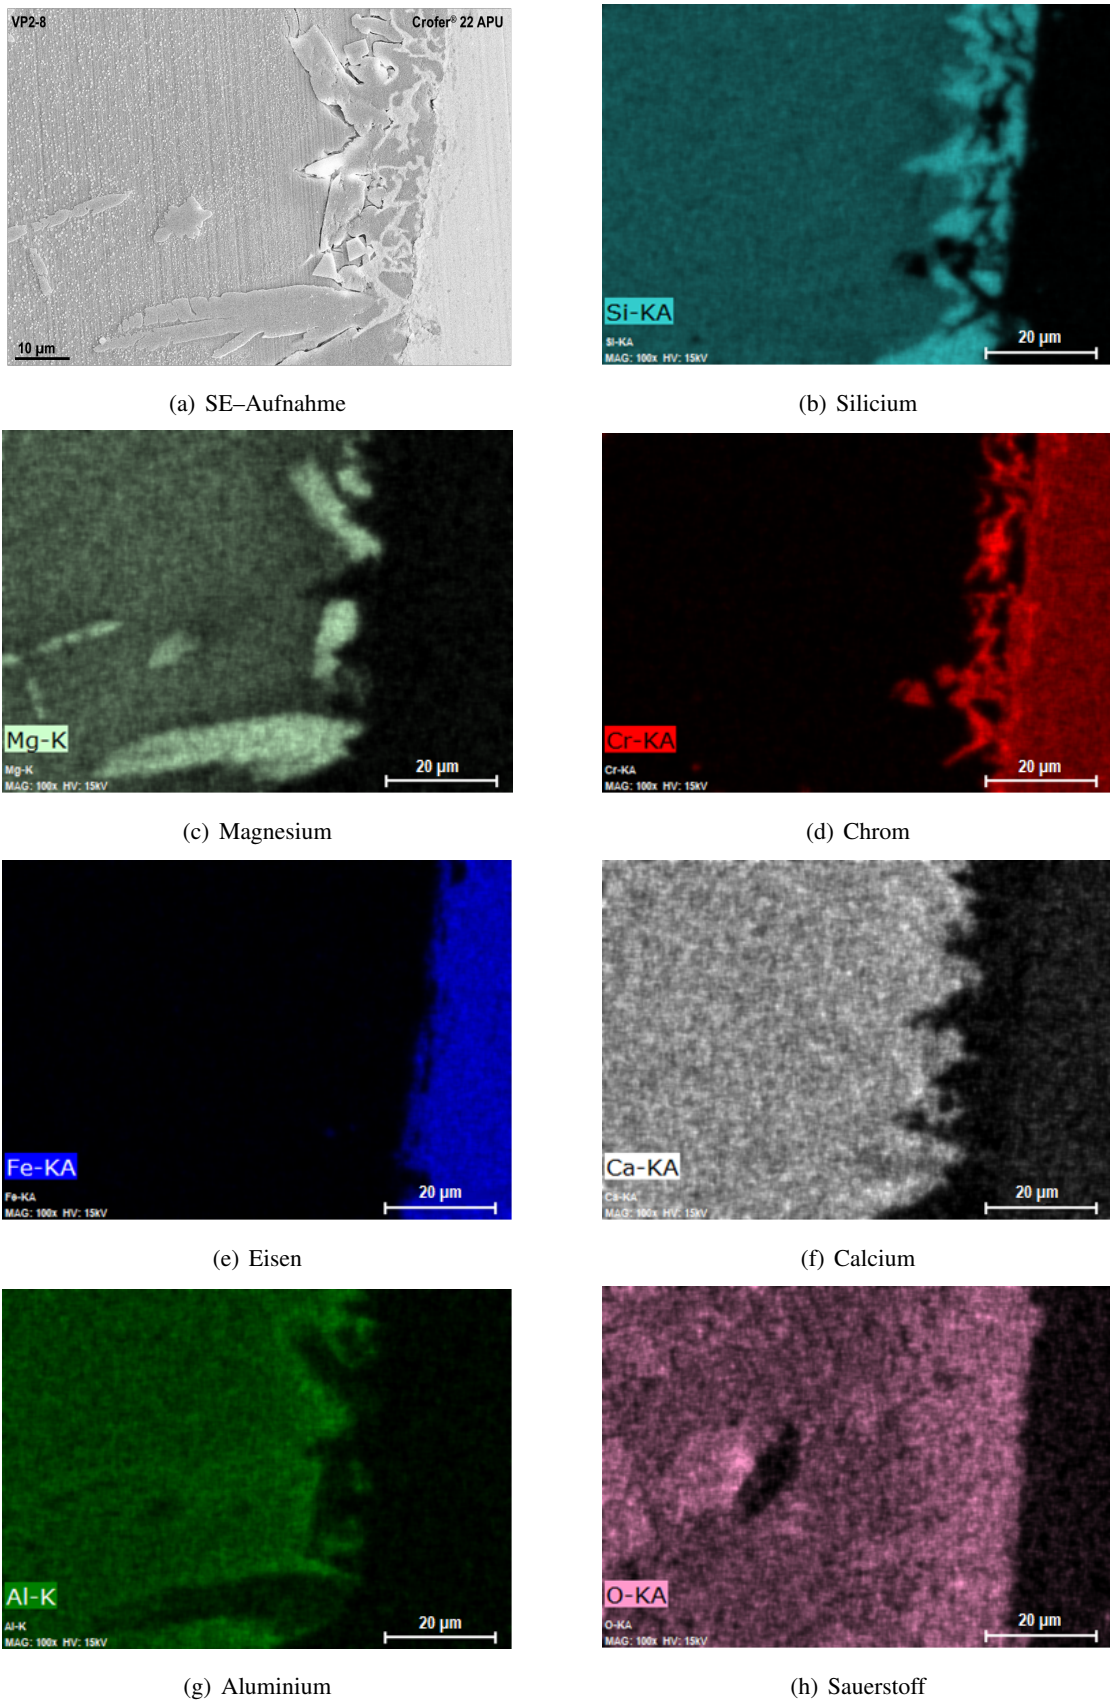 VP2-8
Crofer® 22 APU
10 µm
(a) SE–Aufnahme
Si-KA
Si-KA
MAG: 100x HV: 15kV
20 µm
(b) Silicium
Mg-K
Mg-K
MAG: 100x HV: 15kV
20 µm
(c) Magnesium
Cr-KA
Cr-KA
MAG: 100x HV: 15kV
20 µm
(d) Chrom
Fe-KA
Fe-KA
MAG: 100x HV: 15kV
20 µm
(e) Eisen
Ca-KA
Ca-KA
MAG: 100x HV: 15kV
20 µm
(f) Calcium
Al-K
Al-K
MAG: 100x HV: 15kV
20 µm
(g) Aluminium
O-KA
O-KA
MAG: 100x HV: 15kV
20 µm
(h) Sauerstoff